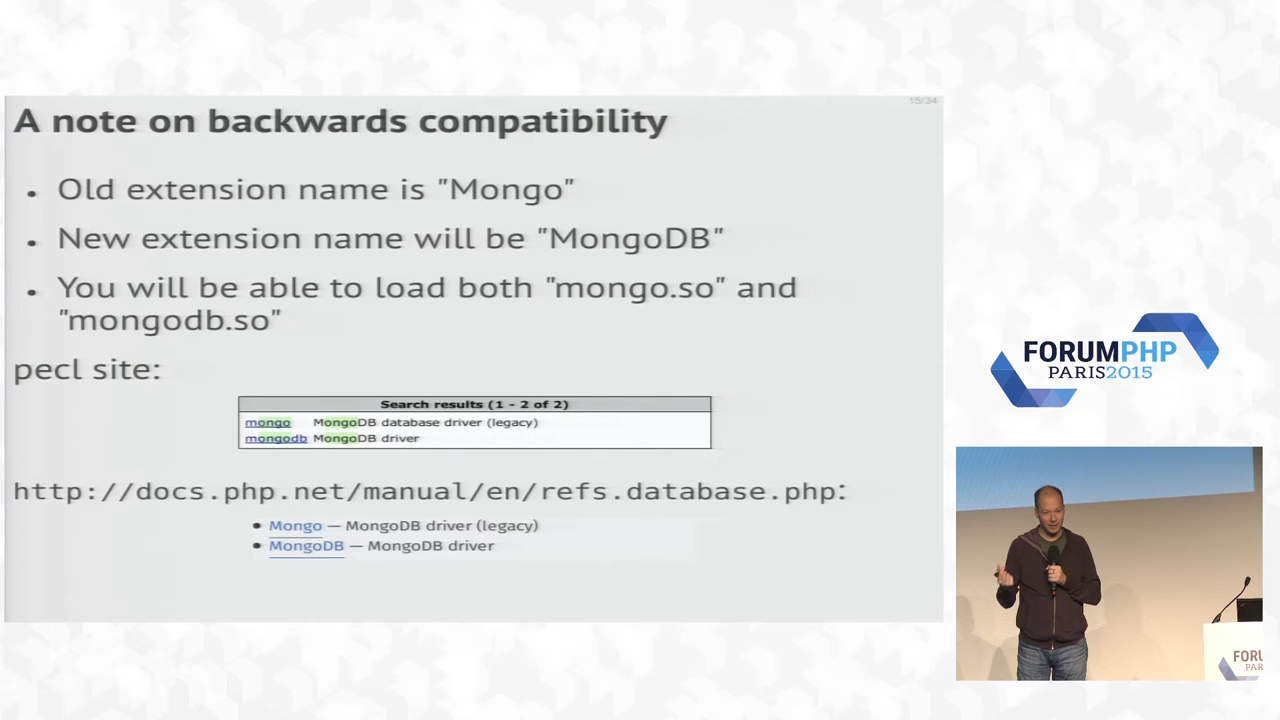 15/34
A note on backwards compatibility
• Old extension name is "Mongo"
• New extension name will be "MongoDB"
• You will be able to load both "mongo.so" and
"mongodb.so"
pecl site:
Search results (1 - 2 of 2)
mongo MongoDB database driver (legacy)
mongodb MongoDB driver
http://docs.php.net/manual/en/refs.database.php:
• Mongo — MongoDB driver (legacy)
• MongoDB — MongoDB driver
FORUMPHP
PARIS2015
FORU
PAR